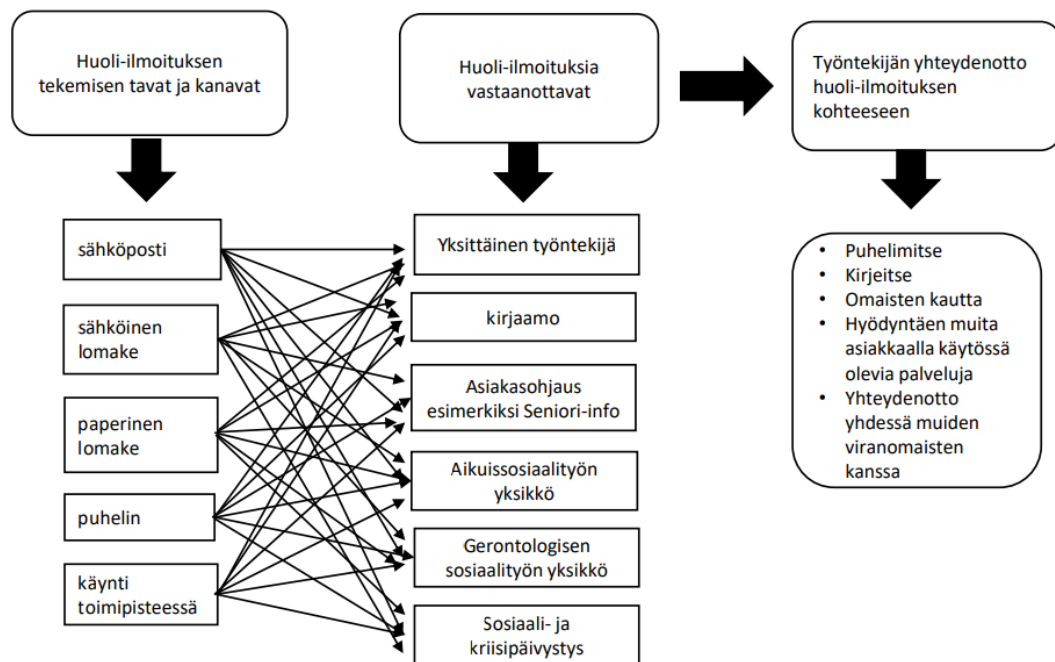 Huoli-ilmoituksen
tekemisen tavat ja kanavat
Huoli-ilmoituksia
vastaanottavat
Työntekijän yhteydenotto
huoli-ilmoituksen
kohteeseen
sähköposti
sähköinen
lomake
paperinen
lomake
puhelin
käynti
toimipisteessä
Yksittäinen työntekijä
kirjaamo
Asiakasohjaus
esimerkiksi Seniori-info
Aikuissosiaalityön
yksikkö
Gerontologisen
sosiaalityön yksikkö
Sosiaali- ja
kriisipäivystys
• Puhelimitse
• Kirjeitse
• Omaisten kautta
• Hyödyntäen muita
asiakkaalla käytössä
olevia palveluja
• Yhteydenotto
yhdessä muiden
viranomaisten
kanssa